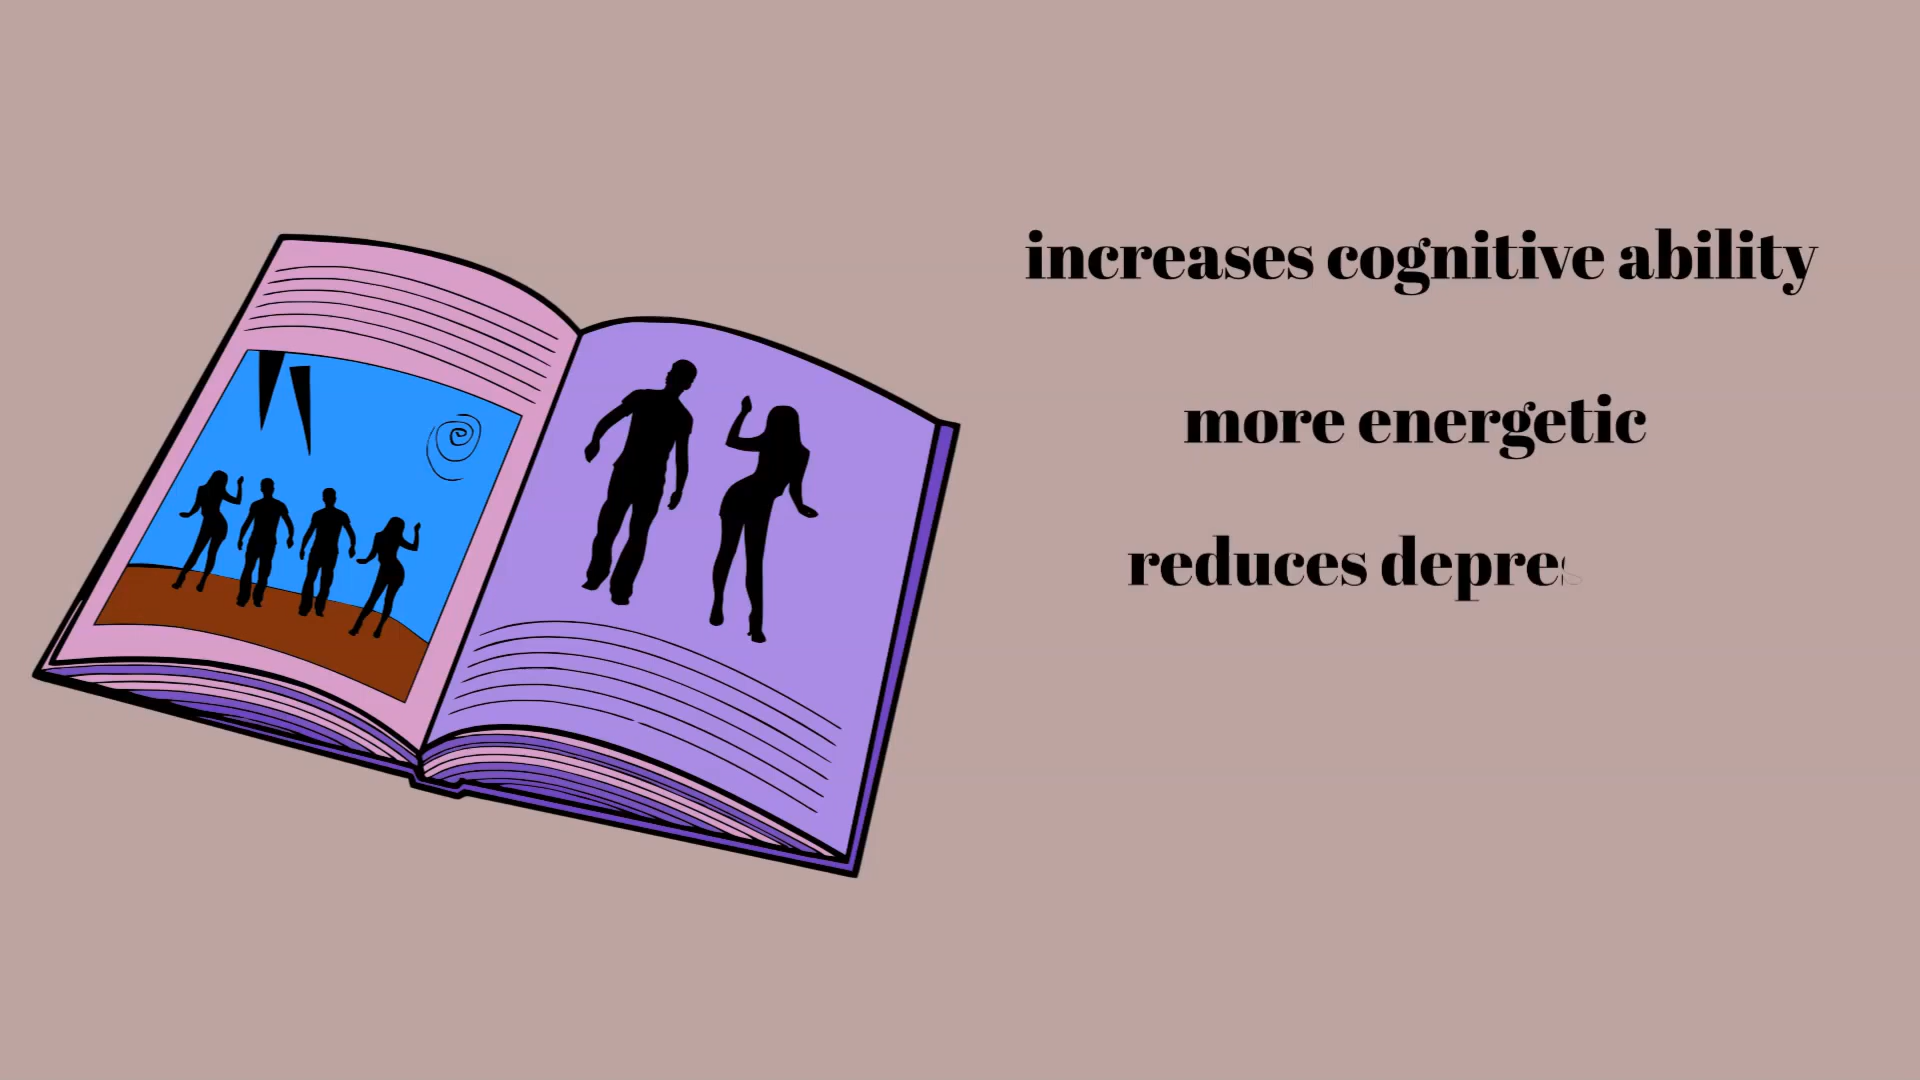 increases cognitive ability
more energetic
reduces depre